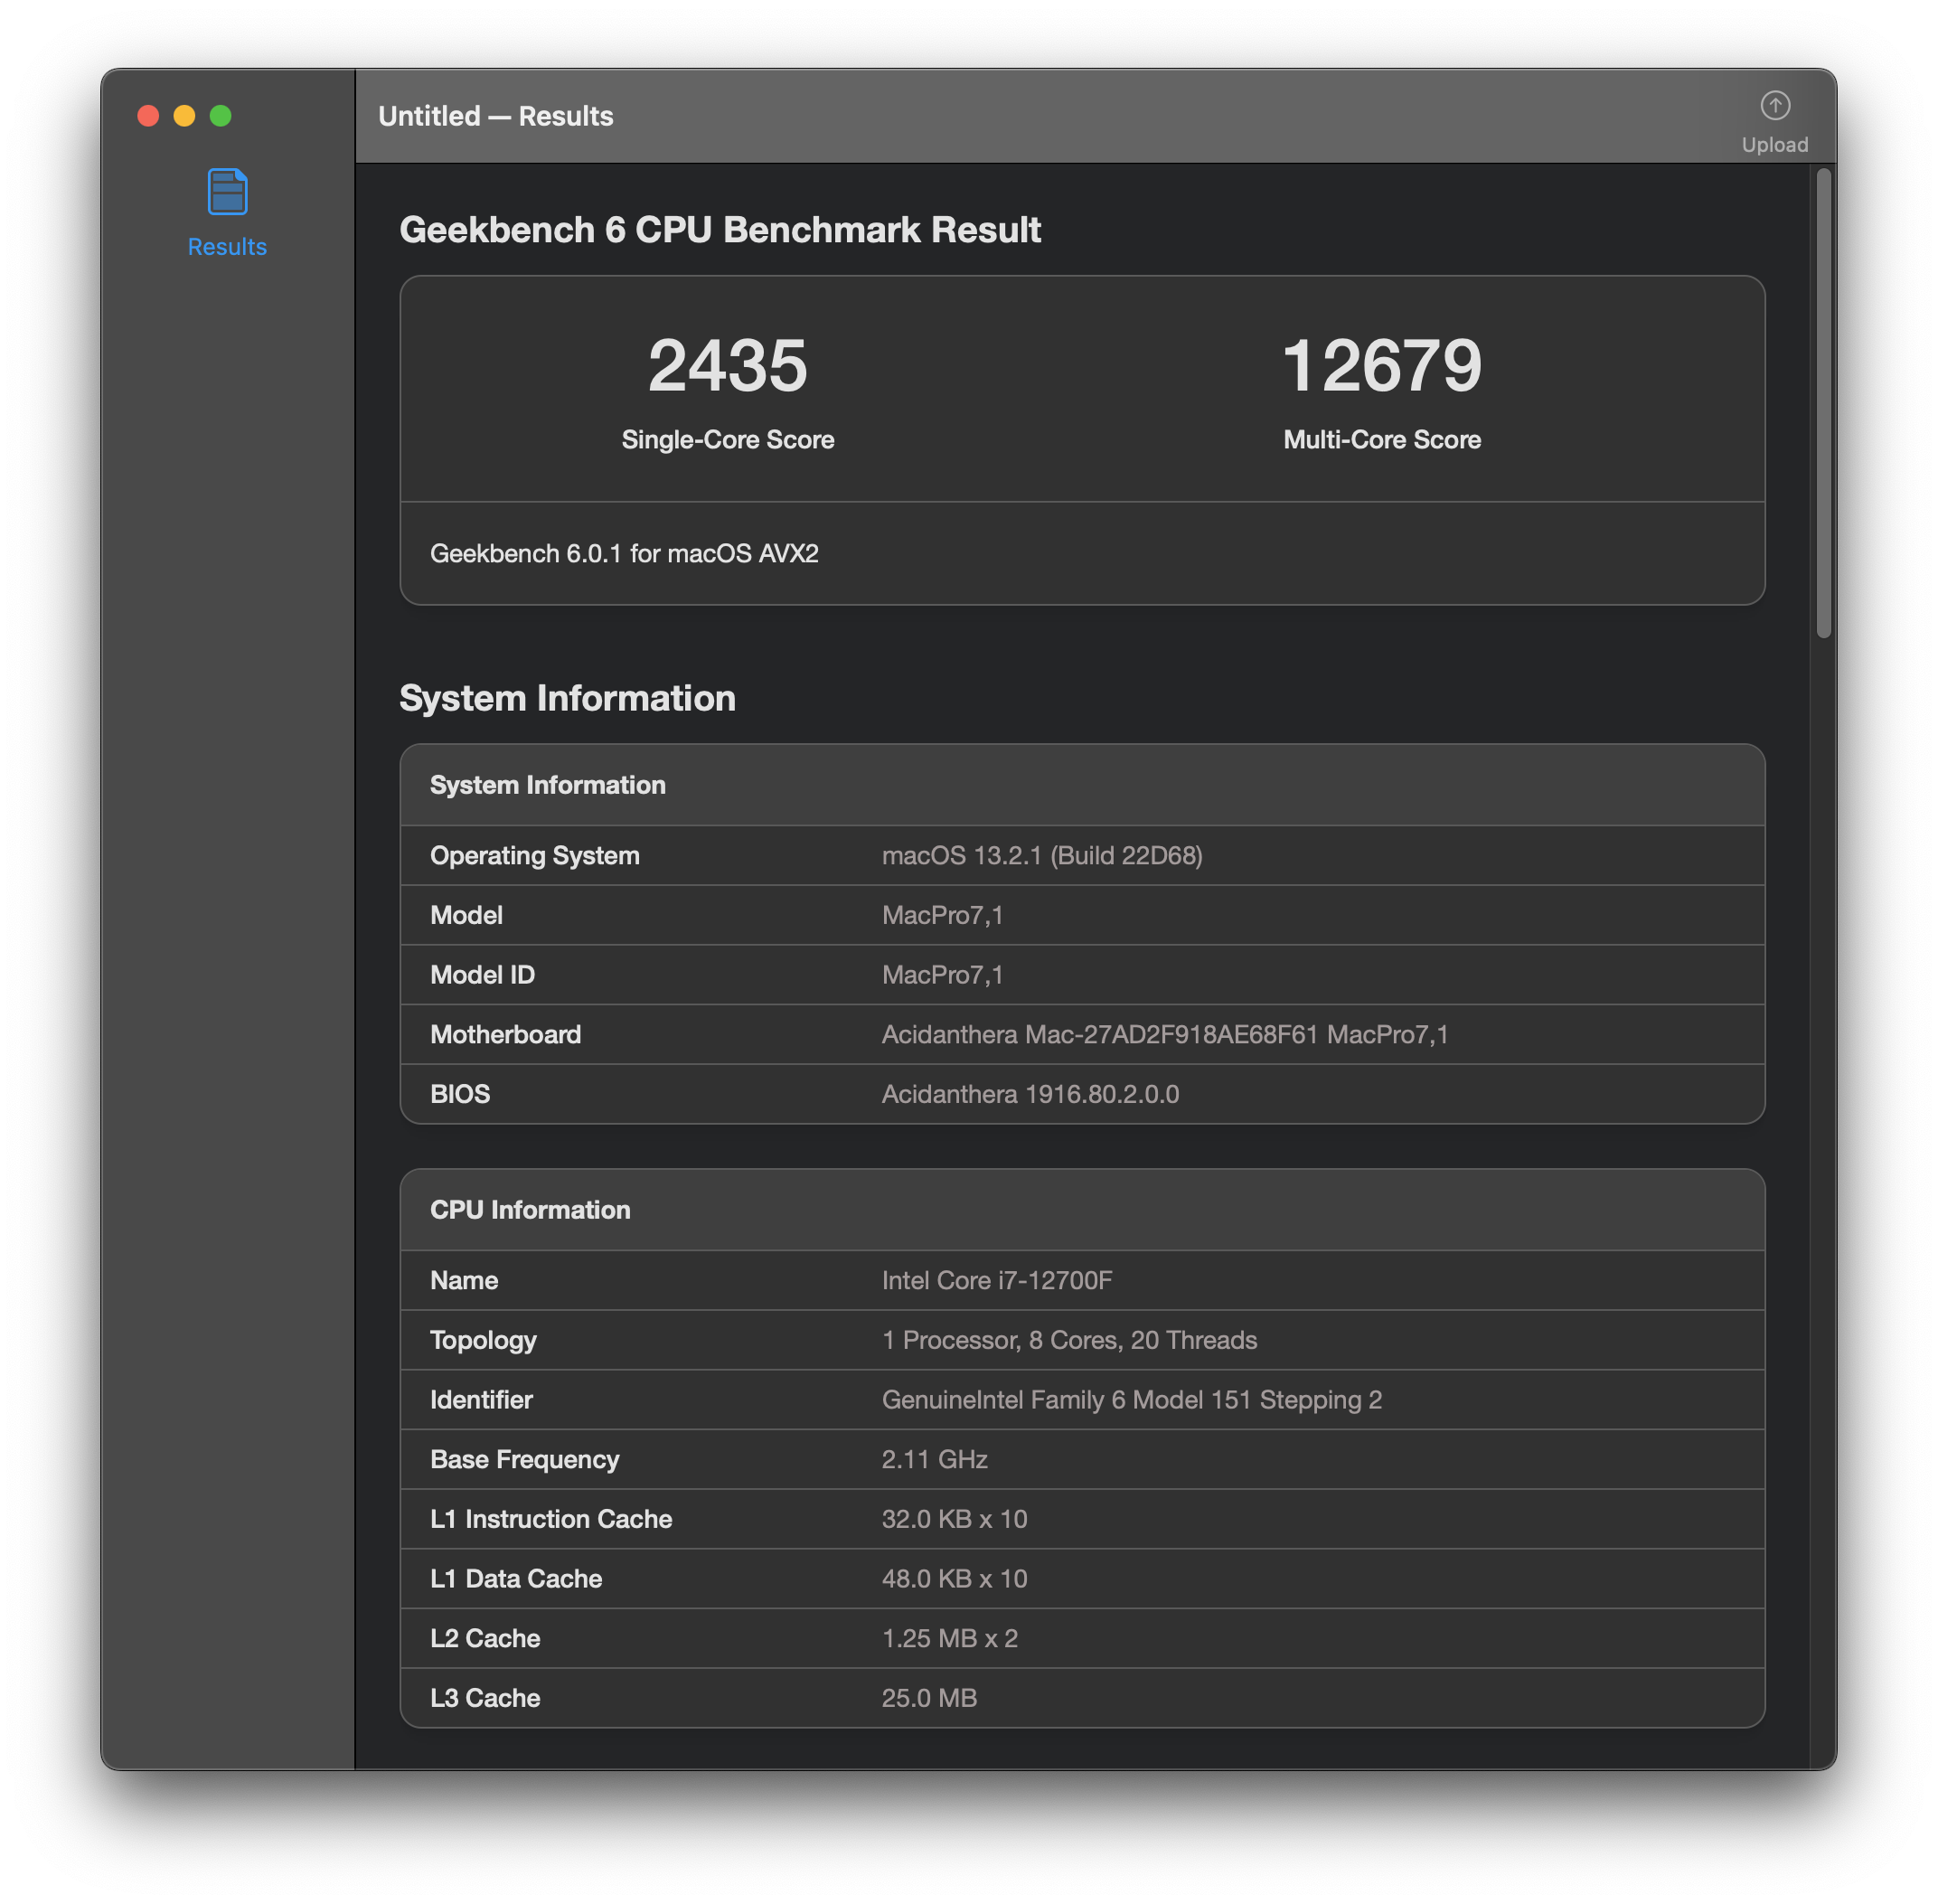 Untitled — Results
Upload
Results
Geekbench 6 CPU Benchmark Result
2435
Single-Core Score
12679
Multi-Core Score
Geekbench 6.0.1 for macOS AVX2
System Information
System Information
Operating System macOS 13.2.1 (Build 22D68)
Model MacPro7,1
Model ID MacPro7,1
Motherboard Acidanthera Mac-27AD2F918AE68F61 MacPro7,1
BIOS Acidanthera 1916.80.2.0.0
CPU Information
Name Intel Core i7-12700F
Topology 1 Processor, 8 Cores, 20 Threads
Identifier GenuineIntel Family 6 Model 151 Stepping 2
Base Frequency 2.11 GHz
L1 Instruction Cache 32.0 KB x 10
L1 Data Cache 48.0 KB x 10
L2 Cache 1.25 MB x 2
L3 Cache 25.0 MB